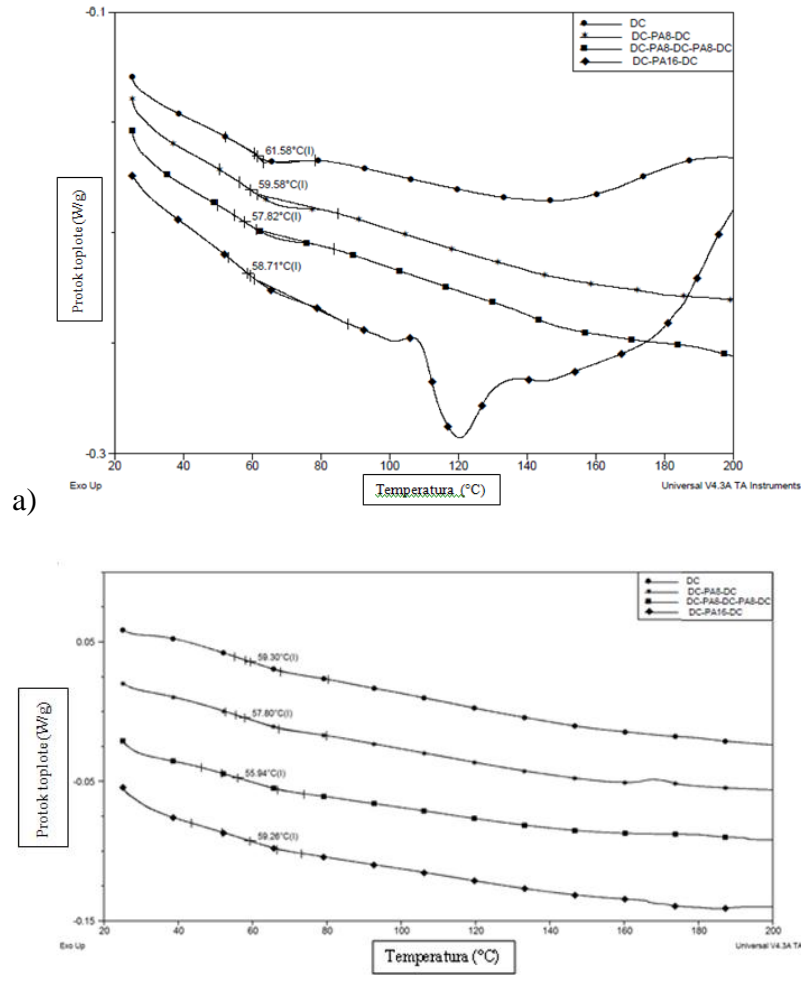 -0.1
DC
DC-PA8-DC
DC-PA8-DC-PA8-DC
DC-PA16-DC
61.58°C(I)
59.58°C(I)
57.82°C(I)
58.71°C(I)
Protok toplote (W/g)
-0.3
20 40 60 80 100 120 140 160 180 200
Exo Up
Temperatura (°C)
Universal V4.3A TA Instruments
a)
DC
DC-PA8-DC
DC-PA8-DC-PA8-DC
DC-PA16-DC
0.05
59.30°C(I)
57.80°C(I)
Protok toplote (W/g)
-0.05
55.94°C(I)
59.26°C(I)
-0.15
20 40 60 80 100 120 140 160 180 200
Exo Up
Temperatura (°C)
Universal V4.3A TA